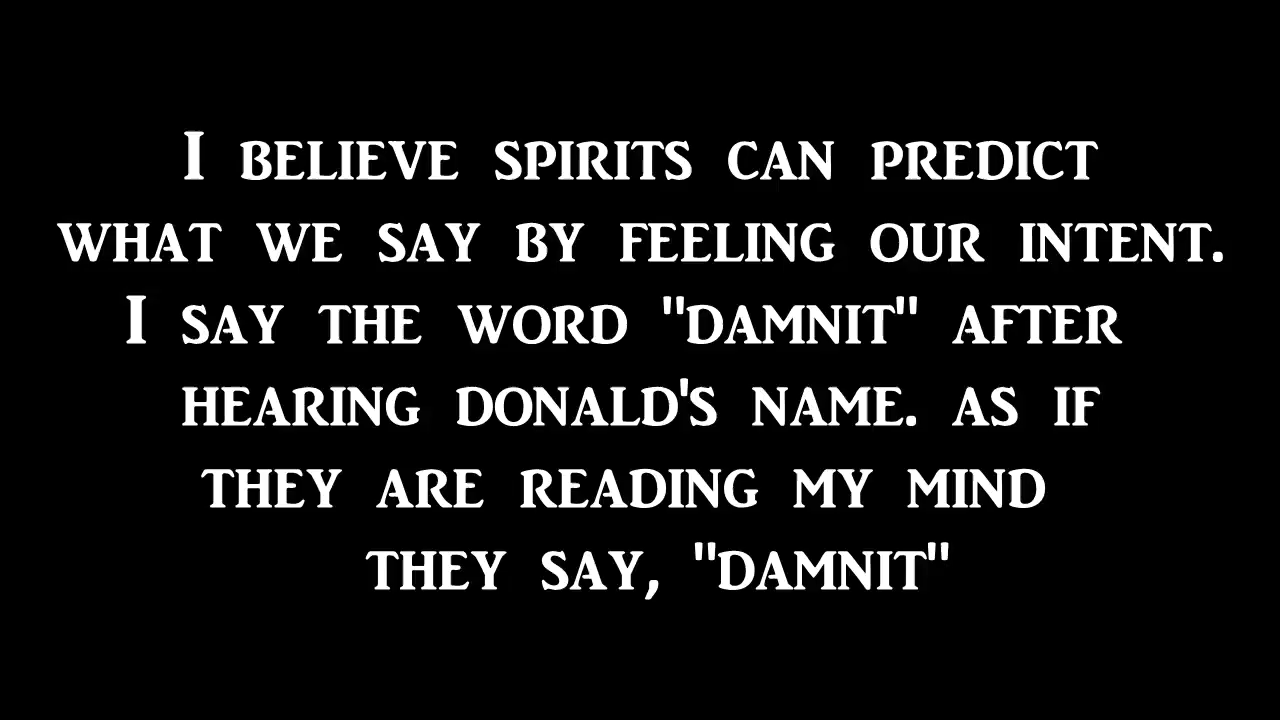 I BELIEVE SPIRITS CAN PREDICT
WHAT WE SAY BY FEELING OUR INTENT.
I SAY THE WORD "DAMNIT" AFTER
HEARING DONALD'S NAME. AS IF
THEY ARE READING MY MIND
THEY SAY, "DAMNIT"